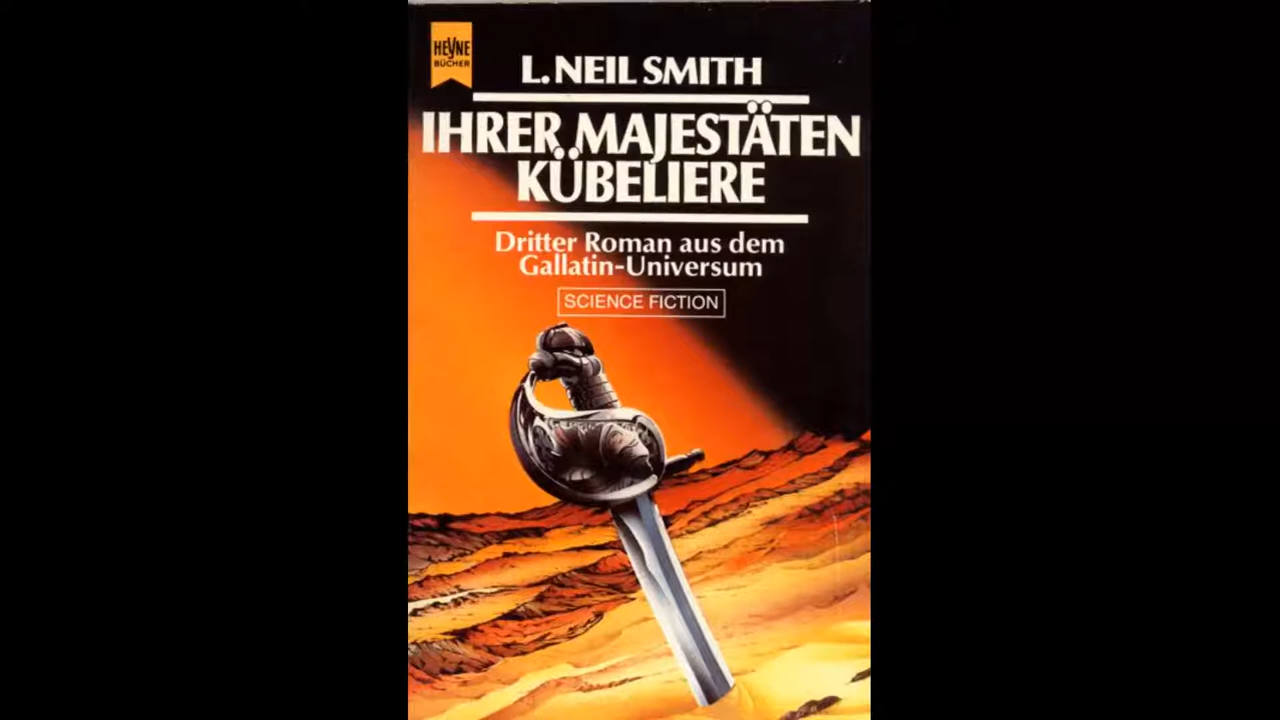 HEYNE
BÜCHER
L. NEIL SMITH
IHRER MAJESTÄTEN
KÜBELIERE
Dritter Roman aus dem
Gallatin-Universum
SCIENCE FICTION